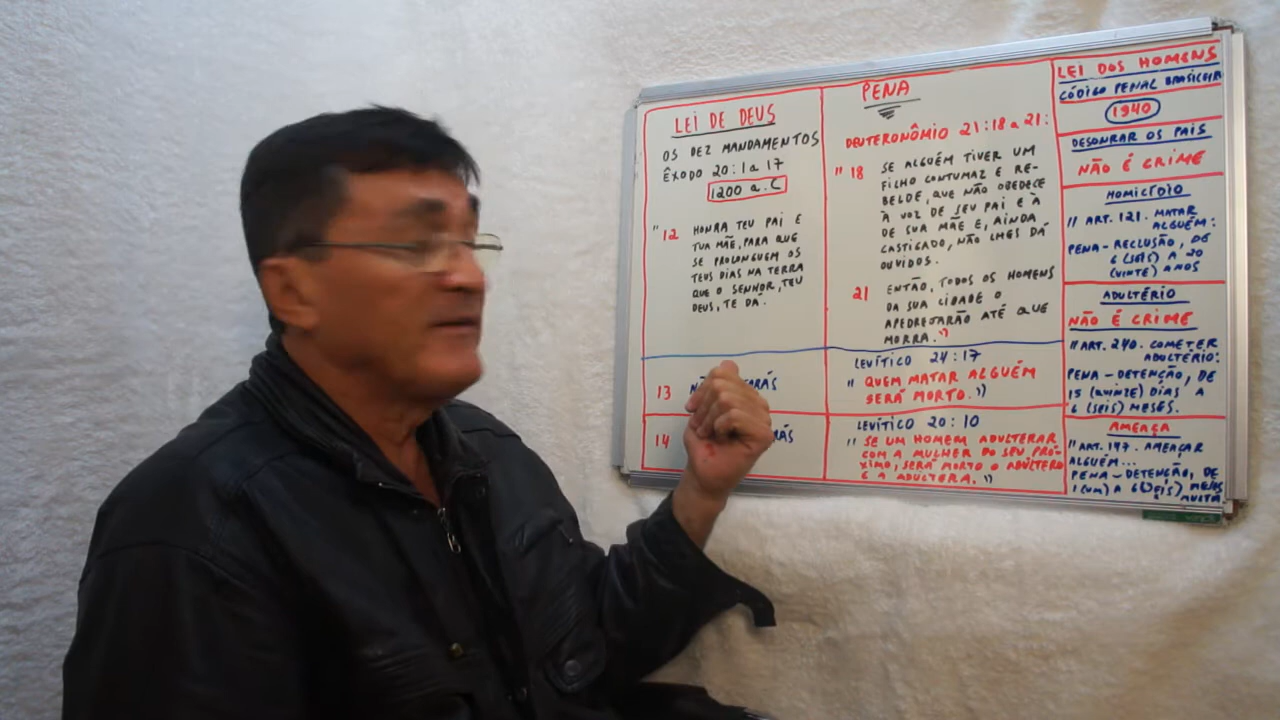 LEI DE DEUS
OS DEZ MANDAMENTOS
ÊXODO 20:1 a 17
1200 a.C
" 12 HONRA TEU PAI E
TUA MÃE, PARA QUE
SE PROLONGUEM OS
TEUS DIAS NA TERRA
QUE O SENHOR, TEU
DEUS, TE DÁ.
13
14
PENA
DEUTERONÔMIO 21:18 a 21:
" 18 SE ALGUÉM TIVER UM
FILHO CONTUMAZ E RE-
BELDE, QUE NÃO OBEDECE
À VOZ DE SEU PAI E À
DE SUA MÃE E, AINDA
CASTIGADO, NÃO LHES DÁ
OUVIDOS.
21 ENTÃO, TODOS OS HOMENS
DA SUA CIDADE O
APEDREJARÃO ATÉ QUE
MORRA."
LEVÍTICO 24:17
" QUEM MATAR ALGUÉM
SERÁ MORTO."
LEVÍTICO 20:10
" SE UM HOMEM ADULTERAR
COM A MULHER DO SEU PRÓ-
XIMO, SERÁ MORTO O ADÚLTERO
E A ADÚLTERA."
LEI DOS HOMENS
CÓDIGO PENAL BRASILEIRO
1940
DESONRAR OS PAIS
NÃO É CRIME
HOMICÍDIO
" ART. 121. MATAR
ALGUÉM:
PENA-RECLUSÃO, DE
6 (SEIS) A 20
(VINTE) ANOS
ADULTÉRIO
NÃO É CRIME
" ART. 240. COMETER
ADULTÉRIO:
PENA-DETENÇÃO, DE
15 (QUINZE) DIAS A
6 (SEIS) MESES.
AMEAÇA
" ART. 147. AMEAÇAR
ALGUÉM...
PENA-DETENÇÃO, DE
1 (UM) A 6 (SEIS) MESES
MULTA